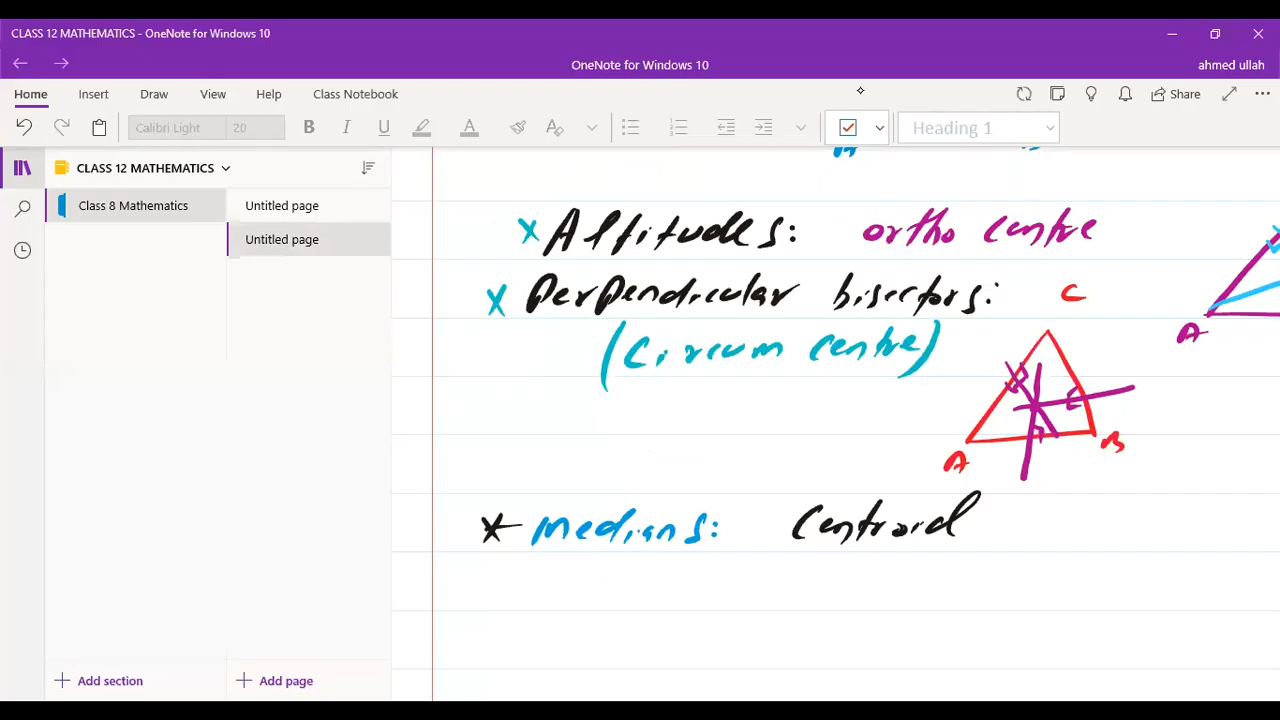 CLASS 12 MATHEMATICS - OneNote for Windows 10
OneNote for Windows 10
ahmed ullah
Home Insert Draw View Help Class Notebook
Share
Calibri Light 20 B I U A Heading 1
CLASS 12 MATHEMATICS
Class 8 Mathematics
Untitled page
Untitled page
x Altitudes: ortho centre
x Perpendicular bisectors: C
(Circum centre)
A
A B
* medians: Centroid
+ Add section
+ Add page